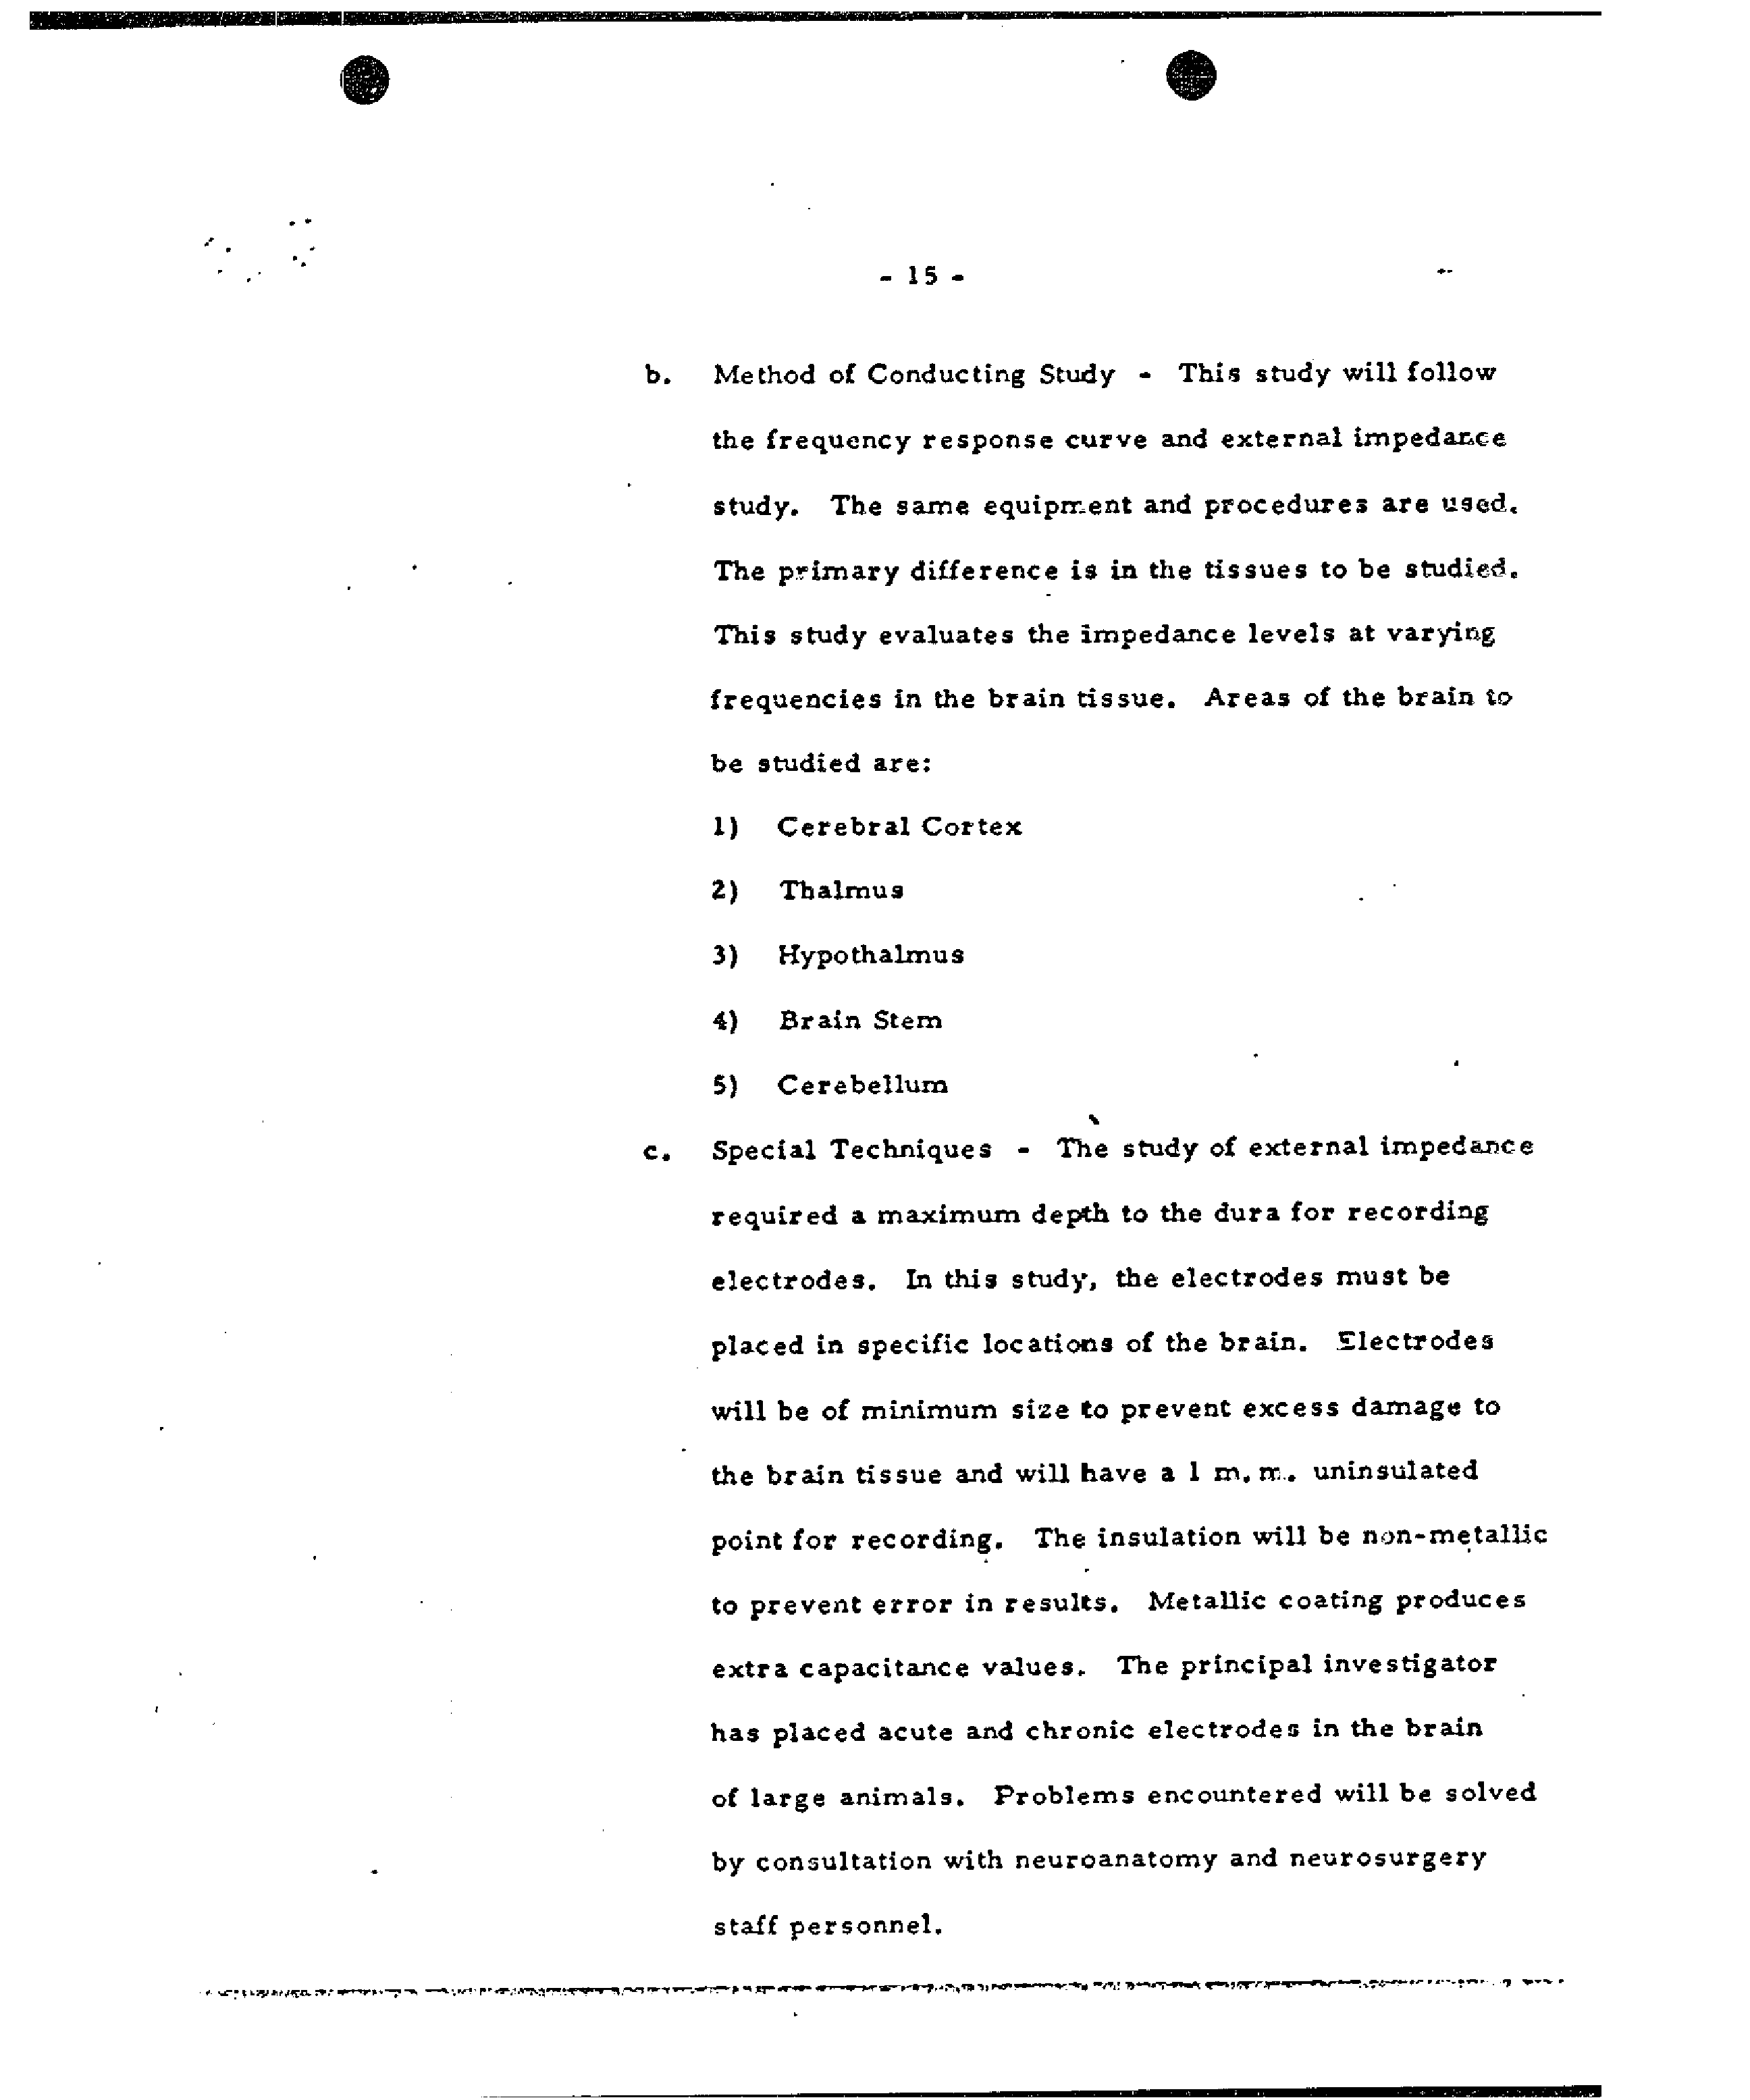 - 15 -
b. Method of Conducting Study - This study will follow
the frequency response curve and external impedance
study. The same equipment and procedures are used.
The primary difference is in the tissues to be studied.
This study evaluates the impedance levels at varying
frequencies in the brain tissue. Areas of the brain to
be studied are:
1) Cerebral Cortex
2) Thalmus
3) Hypothalmus
4) Brain Stem
5) Cerebellum
c. Special Techniques - The study of external impedance
required a maximum depth to the dura for recording
electrodes. In this study, the electrodes must be
placed in specific locations of the brain. Electrodes
will be of minimum size to prevent excess damage to
the brain tissue and will have a 1 m.m. uninsulated
point for recording. The insulation will be non-metallic
to prevent error in results. Metallic coating produces
extra capacitance values. The principal investigator
has placed acute and chronic electrodes in the brain
of large animals. Problems encountered will be solved
by consultation with neuroanatomy and neurosurgery
staff personnel.